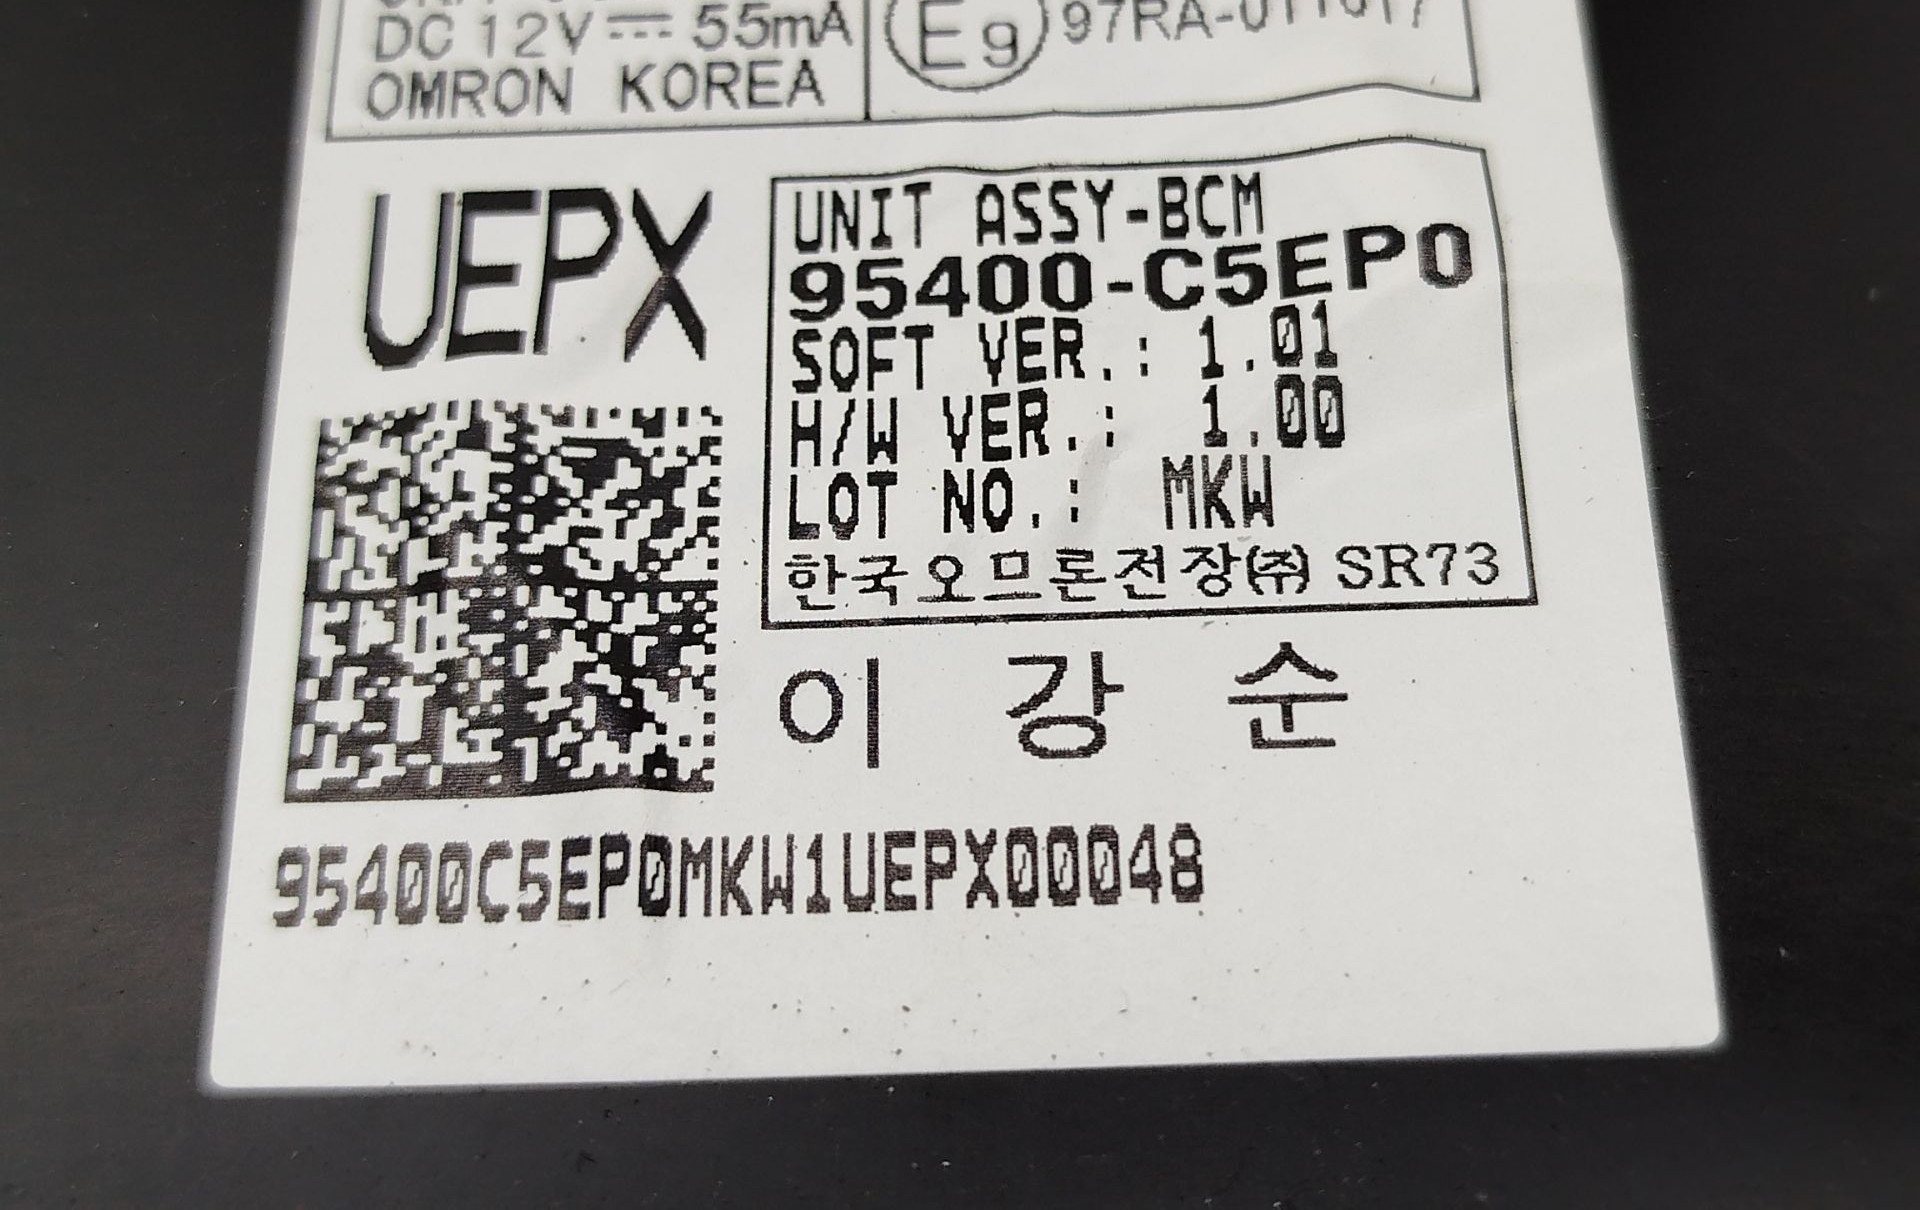 DC 12V ⎓ 55mA
OMRON KOREA
E9
UEPX
UNIT ASSY-BCM
95400-C5EP0
SOFT VER.: 1.01
H/W VER.: 1.00
LOT NO.: MKW
한국오므론전장㈜ SR73
이 강 순
95400C5EP0MKW1UEPX00048